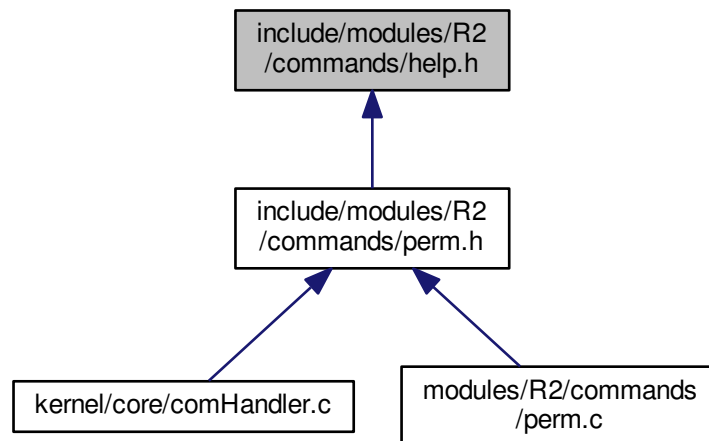 include/modules/R2
/commands/help.h
include/modules/R2
/commands/perm.h
kernel/core/comHandler.c
modules/R2/commands
/perm.c